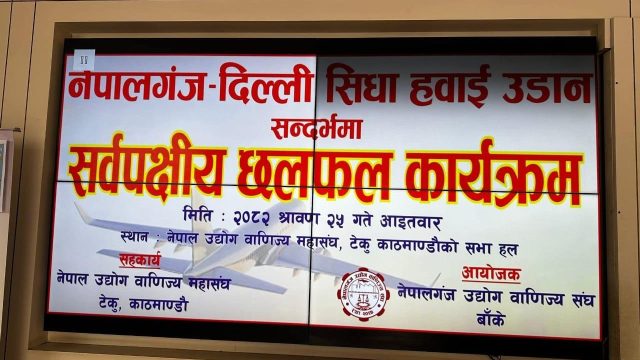 नेपालगंज-दिल्ली सिधा हवाई उडान
सन्दर्भमा
सर्वपक्षीय छलफल कार्यक्रम
मिति : २०८२ श्रावण २५ गते आइतवार
स्थान : नेपाल उद्योग वाणिज्य महासंघ, टेकु काठमाण्डौको सभा हल
सहकार्य
नेपाल उद्योग वाणिज्य महासंघ
टेकु, काठमाण्डौ
आयोजक
नेपालगंज उद्योग वाणिज्य संघ
बाँके